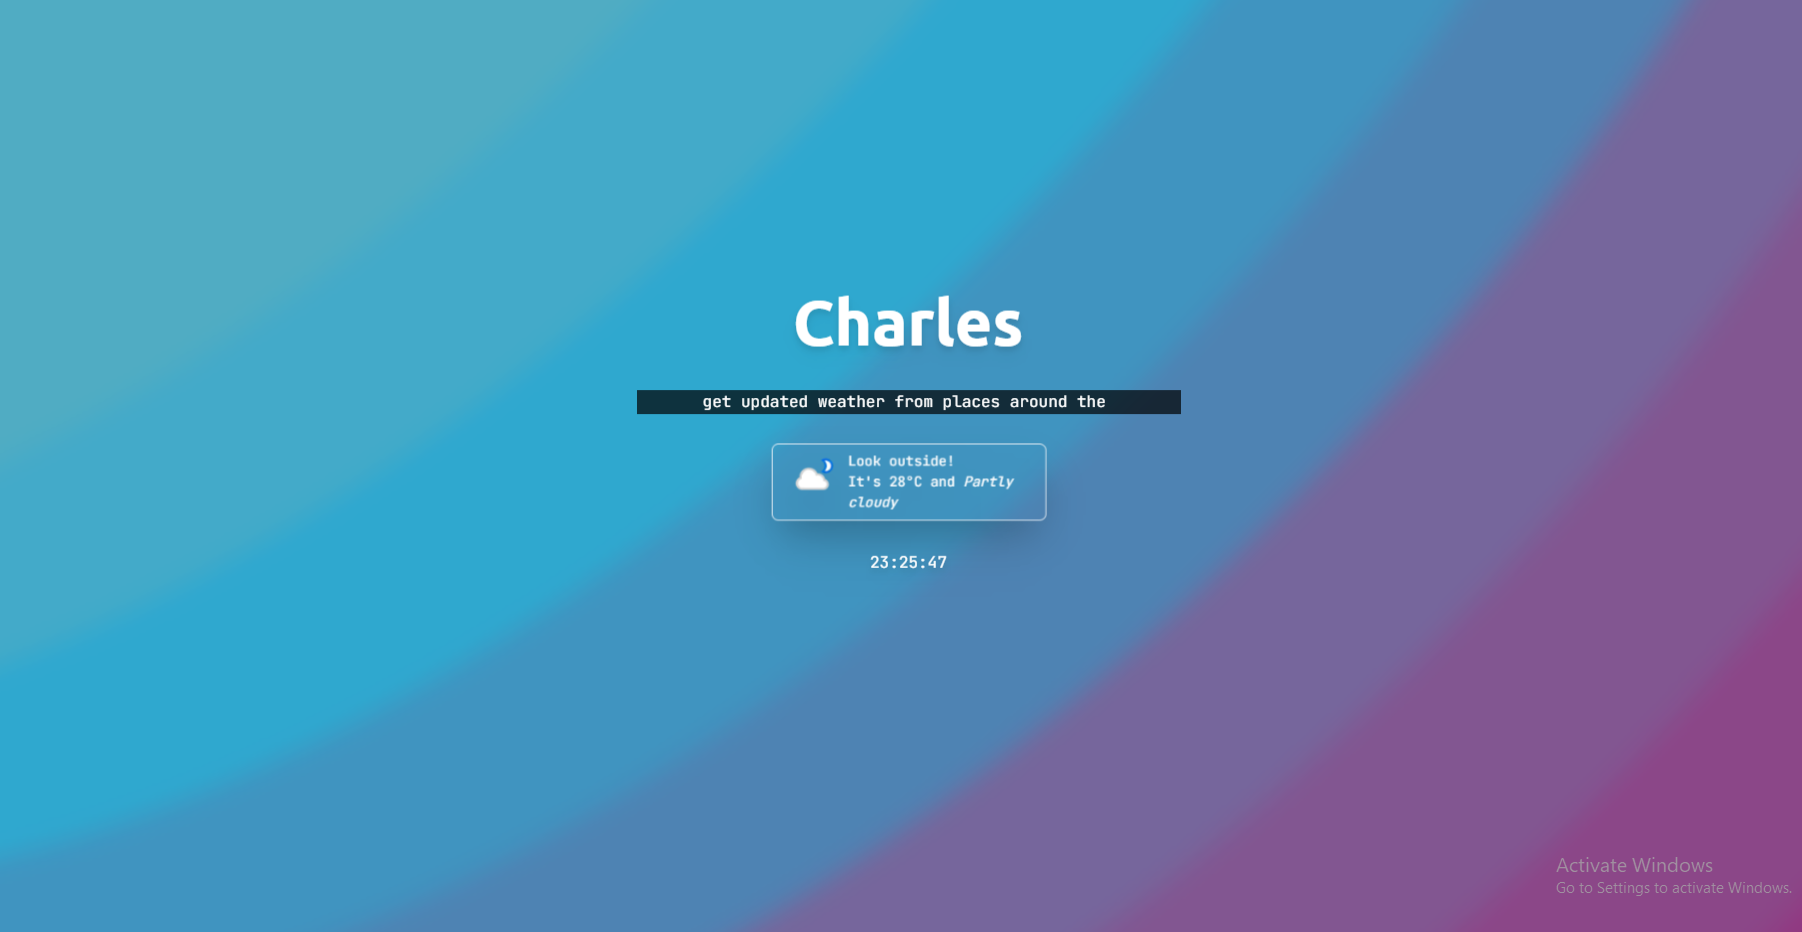 Charles
get updated weather from places around the
Look outside!
It's 28°C and Partly
cloudy
23:25:47
Activate Windows
Go to Settings to activate Windows.